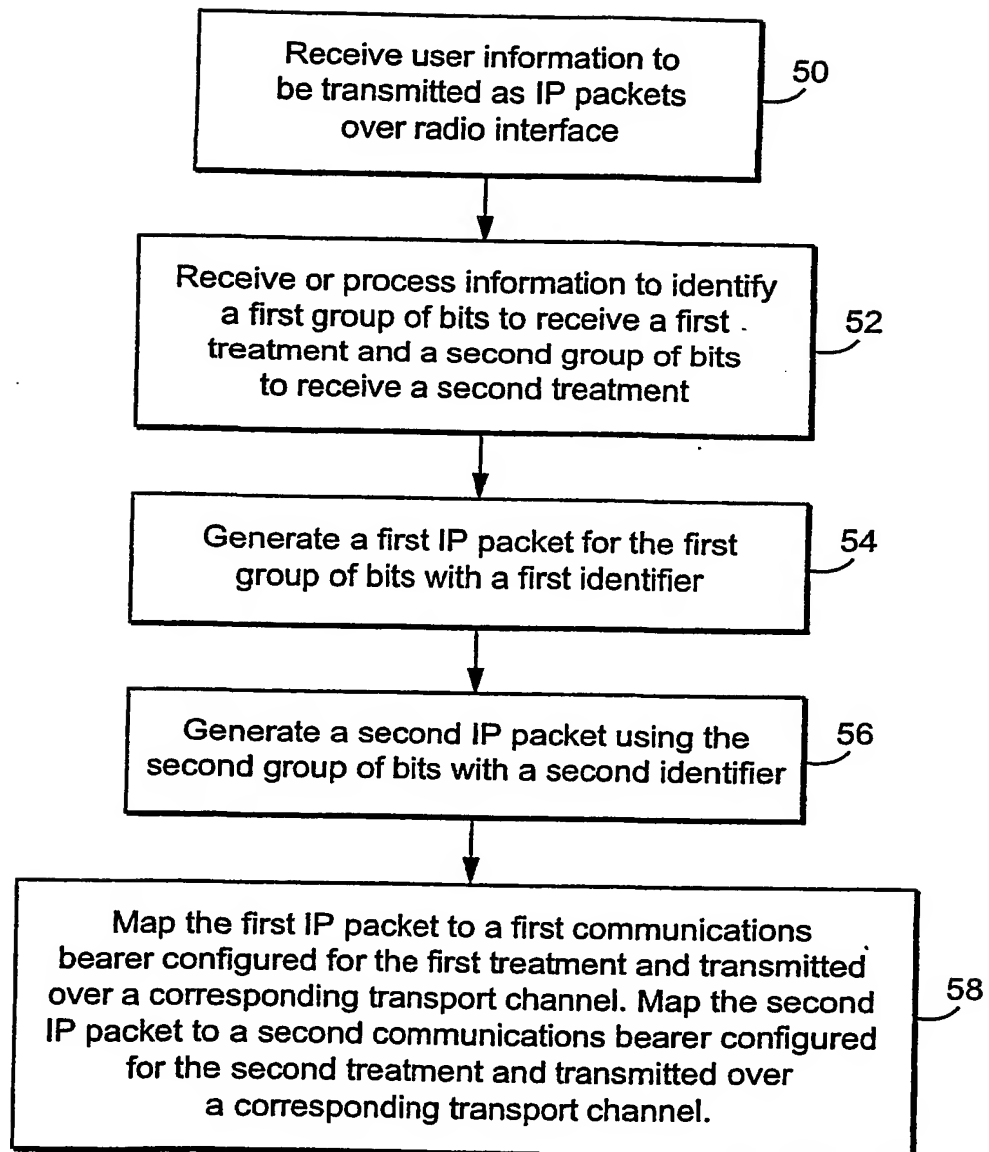 Receive user information to
be transmitted as IP packets
over radio interface
50
Receive or process information to identify
a first group of bits to receive a first
treatment and a second group of bits
to receive a second treatment
52
Generate a first IP packet for the first
group of bits with a first identifier
54
Generate a second IP packet using the
second group of bits with a second identifier
56
Map the first IP packet to a first communications
bearer configured for the first treatment and transmitted
over a corresponding transport channel. Map the second
IP packet to a second communications bearer configured
for the second treatment and transmitted over
a corresponding transport channel.
58